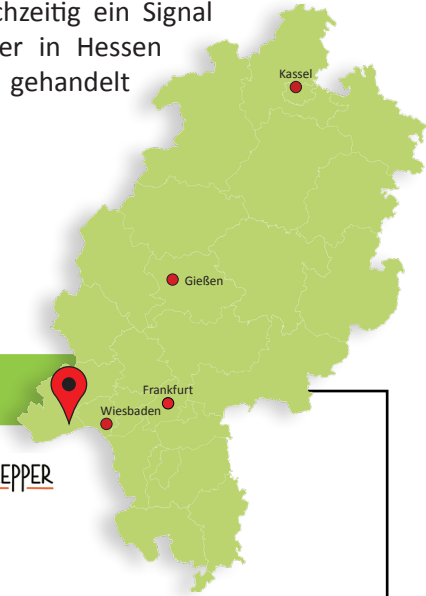 chzeitig ein Signal
er in Hessen
gehandelt
Kassel
Gießen
Frankfurt
Wiesbaden
EPPER